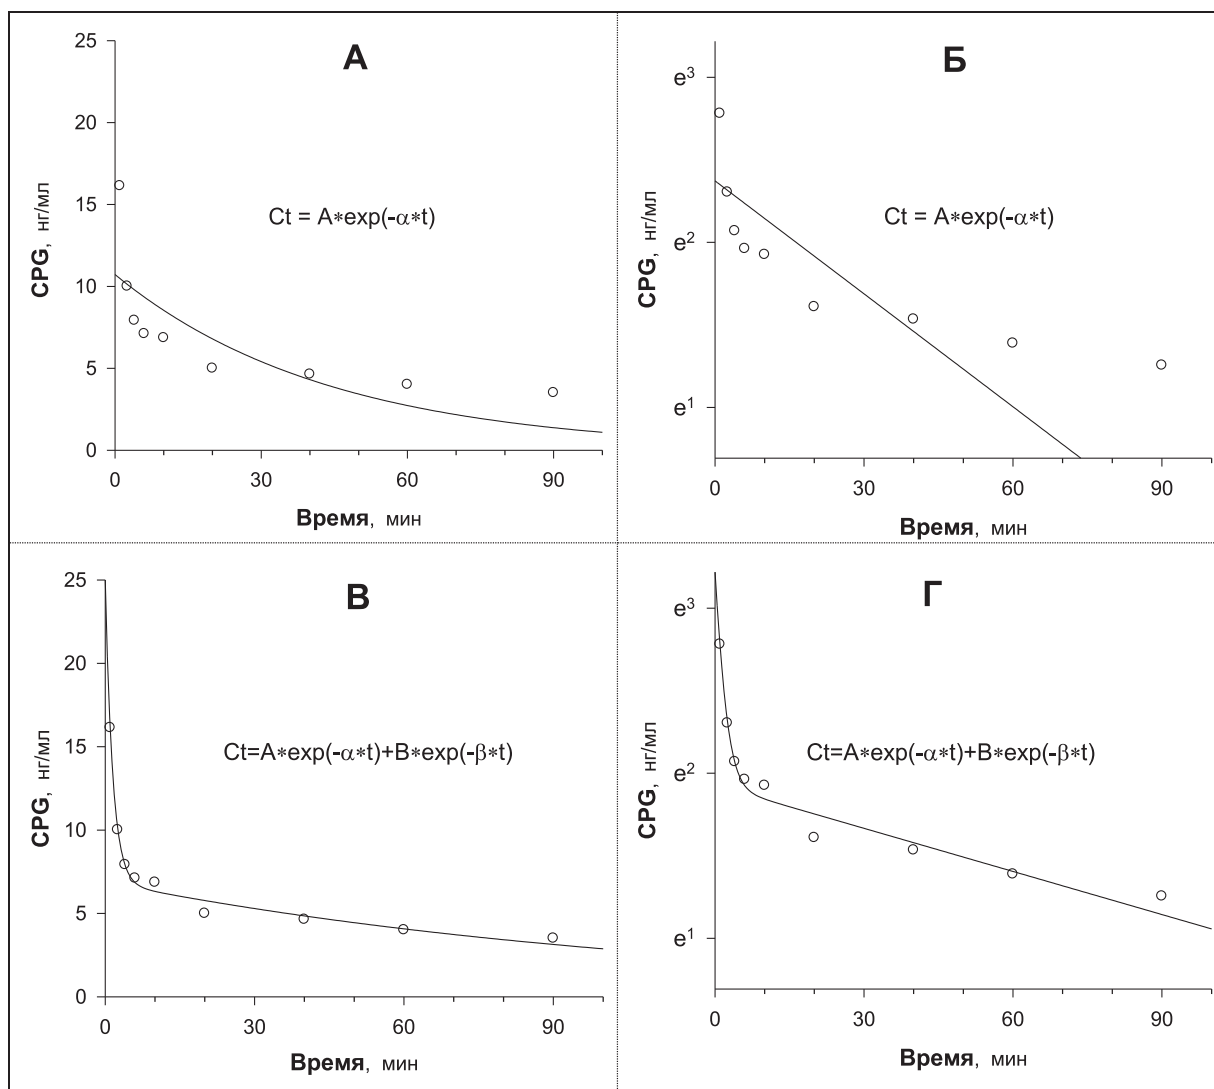 А
25
20
15
10
5
0
CPG, нг/мл
Ct = A*exp(-α*t)
0 30 60 90
Время, мин
Б
e3
e2
e1
CPG, нг/мл
Ct = A*exp(-α*t)
0 30 60 90
Время, мин
В
25
20
15
10
5
0
CPG, нг/мл
Ct=A*exp(-α*t)+B*exp(-β*t)
0 30 60 90
Время, мин
Г
e3
e2
e1
CPG, нг/мл
Ct=A*exp(-α*t)+B*exp(-β*t)
0 30 60 90
Время, мин